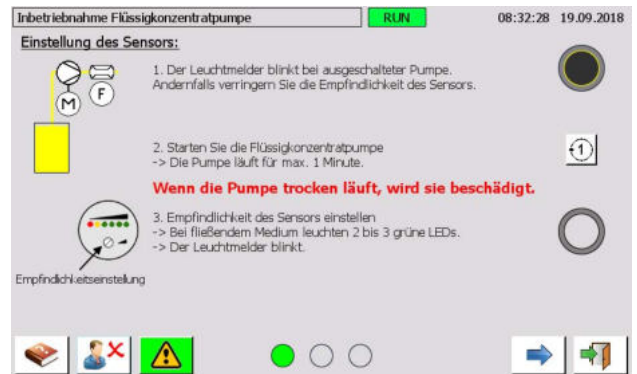 Inbetriebnahme Flüssigkonzentratpumpe
RUN
08:32:28 19.09.2018
Einstellung des Sensors:
1. Der Leuchtmelder blinkt bei ausgeschalteter Pumpe.
Andernfalls verringern Sie die Empfindlichkeit des Sensors.
M
F
2. Starten Sie die Flüssigkonzentratpumpe
-> Die Pumpe läuft für max. 1 Minute.
1
Wenn die Pumpe trocken läuft, wird sie beschädigt.
3. Empfindlichkeit des Sensors einstellen
-> Bei fließendem Medium leuchten 2 bis 3 grüne LEDs.
-> Der Leuchtmelder blinkt.
Empfindlichkeitseinstellung